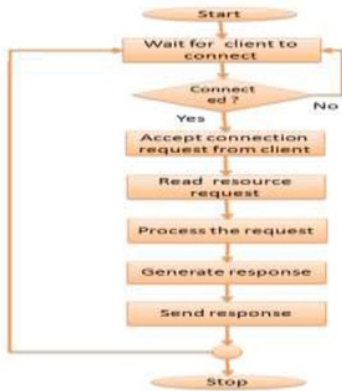 Start
Wait for client to
connect
Connect
ed ?
No
Yes
Accept connection
request from client
Read resource
request
Process the request
Generate response
Send response
Stop